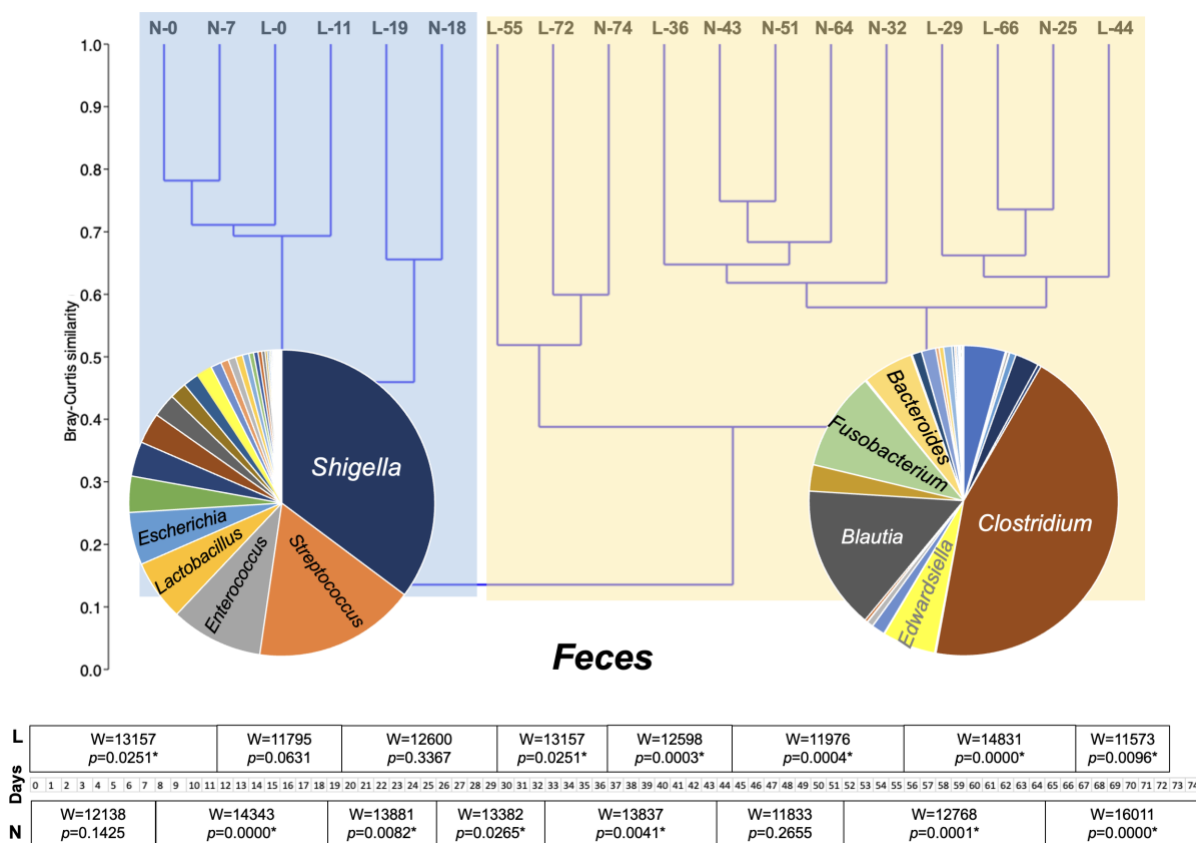 N-0 N-7 L-0 L-11 L-19 N-18 L-55 L-72 N-74 L-36 N-43 N-51 N-64 N-32 L-29 L-66 N-25 L-44
1.0
0.9
0.8
0.7
0.6
0.5
0.4
0.3
0.2
0.1
0.0
Bray-Curtis similarity
Shigella
Streptococcus
Enterococcus
Lactobacillus
Escherichia
Bacteroides
Fusobacterium
Blautia
Edwardsiella
Clostridium
Feces
L
W=13157 W=11795 W=12600 W=13157 W=12598 W=11976 W=14831 W=11573
p=0.0251* p=0.0631 p=0.3367 p=0.0251* p=0.0003* p=0.0004* p=0.0000* p=0.0096*
Days
0 1 2 3 4 5 6 7 8 9 10 11 12 13 14 15 16 17 18 19 20 21 22 23 24 25 26 27 28 29 30 31 32 33 34 35 36 37 38 39 40 41 42 43 44 45 46 47 48 49 50 51 52 53 54 55 56 57 58 59 60 61 62 63 64 65 66 67 68 69 70 71 72 73 74
N
W=12138 W=14343 W=13881 W=13382 W=13837 W=11833 W=12768 W=16011
p=0.1425 p=0.0000* p=0.0082* p=0.0265* p=0.0041* p=0.2655 p=0.0001* p=0.0000*